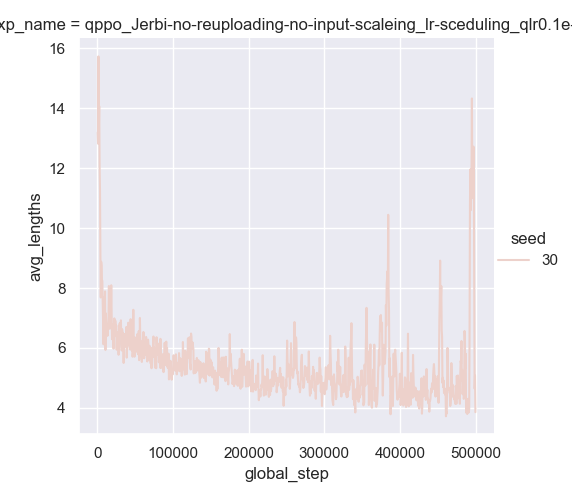 xp_name = qppo_Jerbi-no-reuploading-no-input-scaleing_lr-sceduling_qlr0.1e-
16
14
12
10
8
6
4
avg_lengths
0 100000 200000 300000 400000 500000
global_step
seed
30